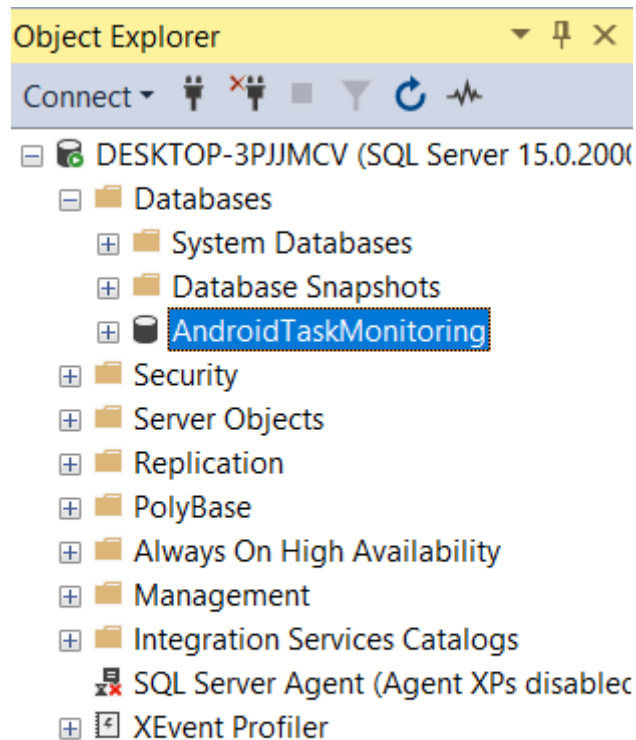 Object Explorer
Connect
DESKTOP-3PJJMCV (SQL Server 15.0.200
Databases
System Databases
Database Snapshots
AndroidTaskMonitoring
Security
Server Objects
Replication
PolyBase
Always On High Availability
Management
Integration Services Catalogs
SQL Server Agent (Agent XPs disabled
XEvent Profiler